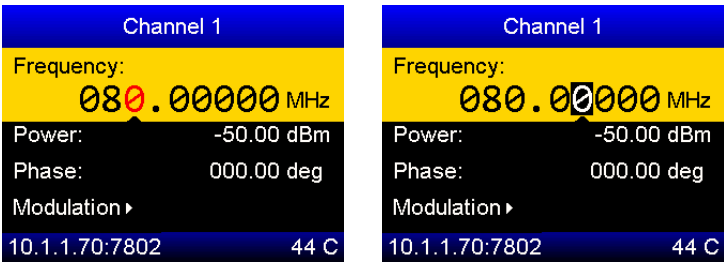 Channel 1
Frequency:
080.00000 MHz
Power: -50.00 dBm
Phase: 000.00 deg
Modulation ▸
10.1.1.70:7802 44 C
Channel 1
Frequency:
080.00000 MHz
Power: -50.00 dBm
Phase: 000.00 deg
Modulation ▸
10.1.1.70:7802 44 C